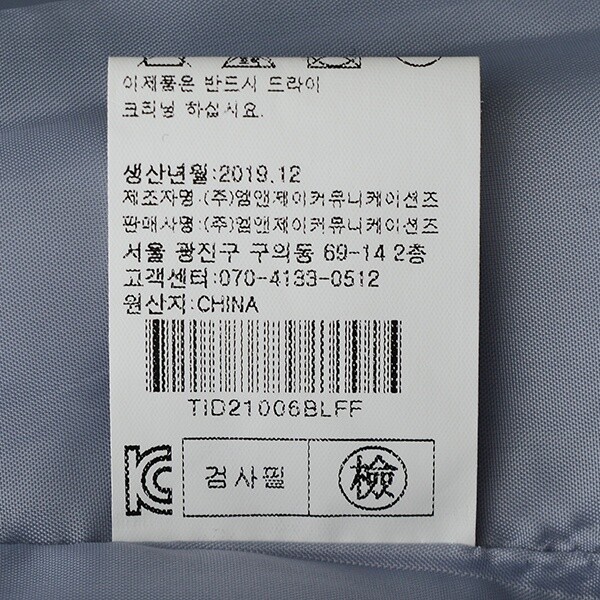 이제품은 반드시 드라이
크리닝 하십시요.
생산년월:2019.12
제조자명:(주)엠앤제이커뮤니케이션즈
판매사명:(주)엠앤제이커뮤니케이션즈
서울 광진구 구의동 69-14 2층
고객센터:070-4133-0512
원산지:CHINA
TID21006BLFF
KC 검사필 檢